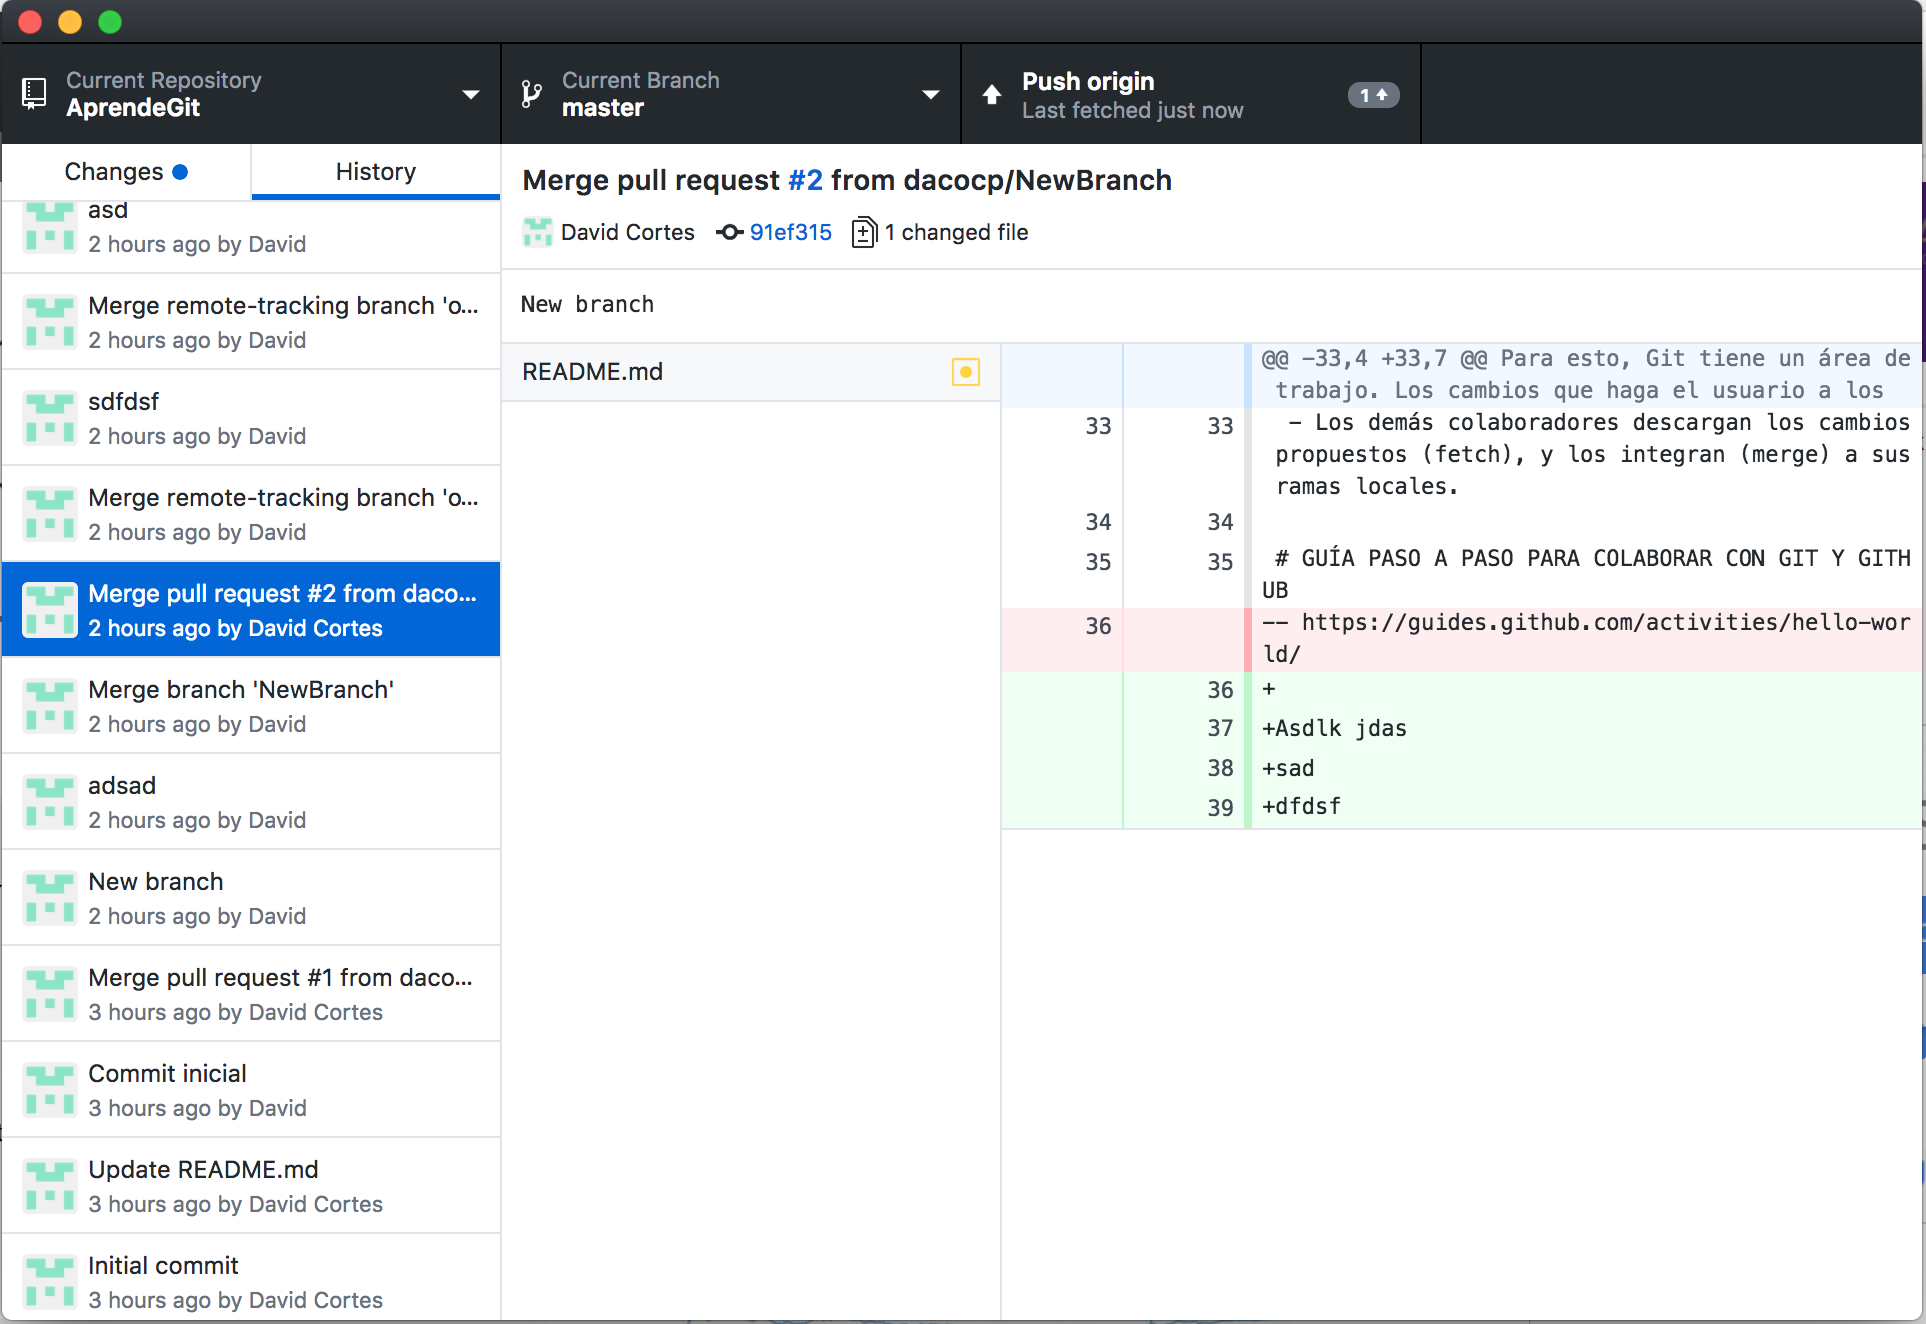 Current Repository
AprendeGit
Current Branch
master
Push origin
Last fetched just now
1
Changes
History
asd
2 hours ago by David
Merge remote-tracking branch 'o...
2 hours ago by David
sdfdsf
2 hours ago by David
Merge remote-tracking branch 'o...
2 hours ago by David
Merge pull request #2 from daco...
2 hours ago by David Cortes
Merge branch 'NewBranch'
2 hours ago by David
adsad
2 hours ago by David
New branch
2 hours ago by David
Merge pull request #1 from daco...
3 hours ago by David Cortes
Commit inicial
3 hours ago by David
Update README.md
3 hours ago by David Cortes
Initial commit
3 hours ago by David Cortes
Merge pull request #2 from dacocp/NewBranch
David Cortes 91ef315 1 changed file
New branch
README.md
@@ -33,4 +33,7 @@ Para esto, Git tiene un área de
trabajo. Los cambios que haga el usuario a los
33 33 - Los demás colaboradores descargan los cambios
propuestos (fetch), y los integran (merge) a sus
ramas locales.
34 34
35 35 # GUÍA PASO A PASO PARA COLABORAR CON GIT Y GITH
UB
36 -- https://guides.github.com/activities/hello-wor
ld/
36 +
37 +Asdlk jdas
38 +sad
39 +dfdsf